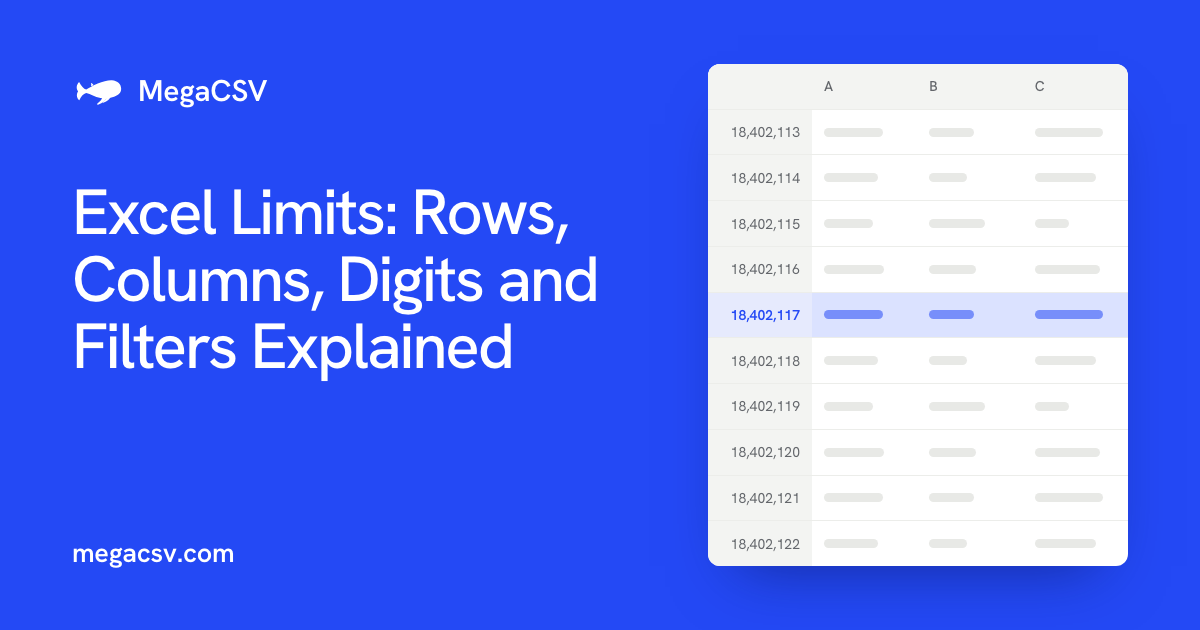 MegaCSV
Excel Limits: Rows,
Columns, Digits and
Filters Explained
megacsv.com
A B C
18,402,113
18,402,114
18,402,115
18,402,116
18,402,117
18,402,118
18,402,119
18,402,120
18,402,121
18,402,122